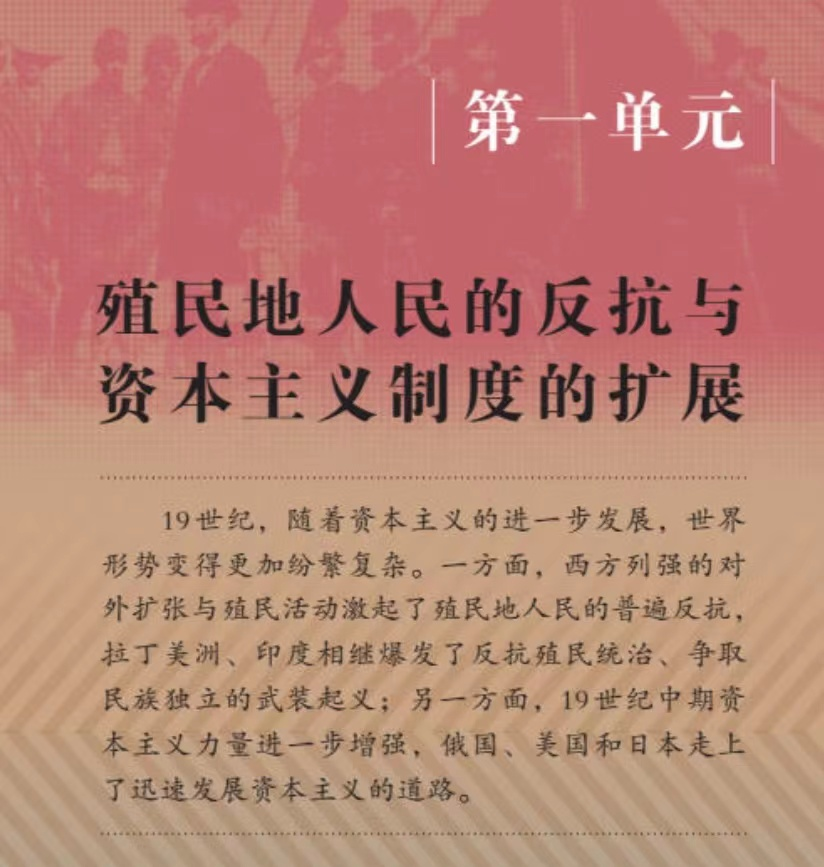 第一单元
殖民地人民的反抗与
资本主义制度的扩展
19世纪，随着资本主义的进一步发展，世界
形势变得更加纷繁复杂。一方面，西方列强的对
外扩张与殖民活动激起了殖民地人民的普遍反抗，
拉丁美洲、印度相继爆发了反抗殖民统治、争取
民族独立的武装起义；另一方面，19世纪中期资
本主义力量进一步增强，俄国、美国和日本走上
了迅速发展资本主义的道路。